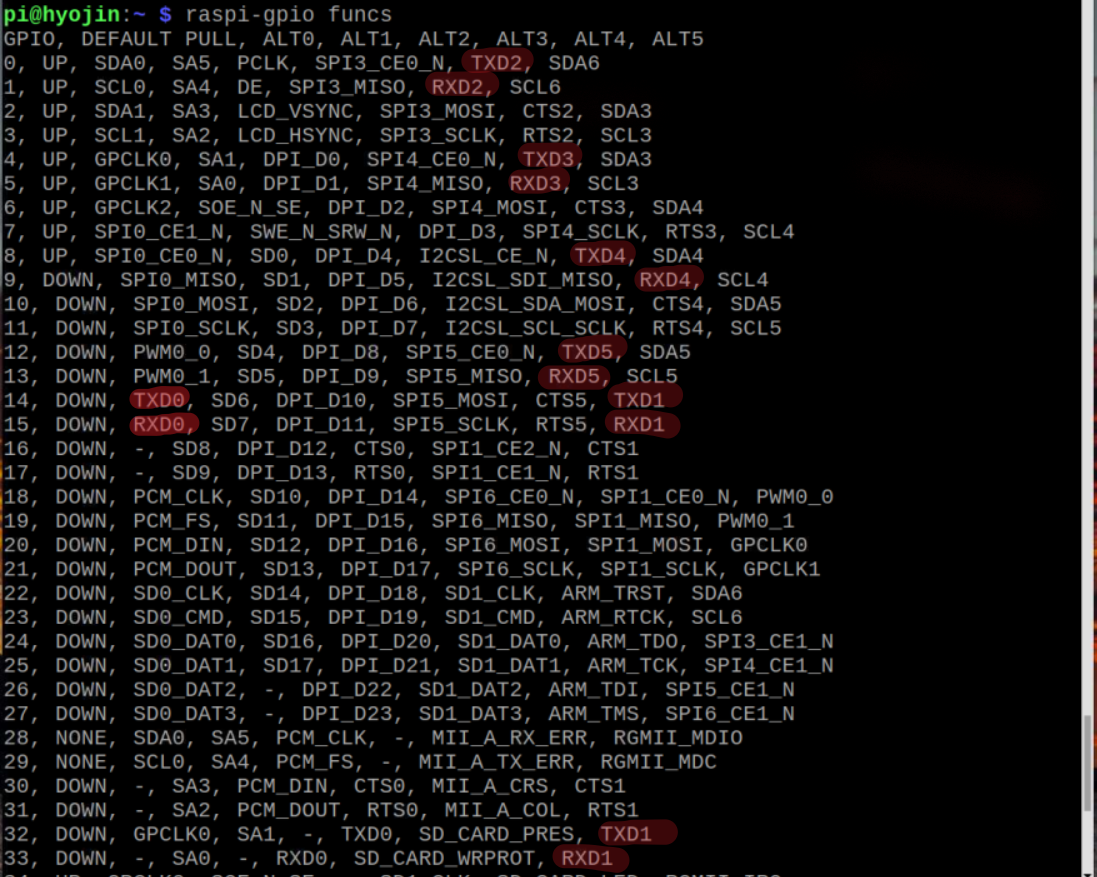 pi@hyojin:~ $ raspi-gpio funcs
GPIO, DEFAULT PULL, ALT0, ALT1, ALT2, ALT3, ALT4, ALT5
0, UP, SDA0, SA5, PCLK, SPI3_CE0_N, TXD2, SDA6
1, UP, SCL0, SA4, DE, SPI3_MISO, RXD2, SCL6
2, UP, SDA1, SA3, LCD_VSYNC, SPI3_MOSI, CTS2, SDA3
3, UP, SCL1, SA2, LCD_HSYNC, SPI3_SCLK, RTS2, SCL3
4, UP, GPCLK0, SA1, DPI_D0, SPI4_CE0_N, TXD3, SDA3
5, UP, GPCLK1, SA0, DPI_D1, SPI4_MISO, RXD3, SCL3
6, UP, GPCLK2, SOE_N_SE, DPI_D2, SPI4_MOSI, CTS3, SDA4
7, UP, SPI0_CE1_N, SWE_N_SRW_N, DPI_D3, SPI4_SCLK, RTS3, SCL4
8, UP, SPI0_CE0_N, SD0, DPI_D4, I2CSL_CE_N, TXD4, SDA4
9, DOWN, SPI0_MISO, SD1, DPI_D5, I2CSL_SDI_MISO, RXD4, SCL4
10, DOWN, SPI0_MOSI, SD2, DPI_D6, I2CSL_SDA_MOSI, CTS4, SDA5
11, DOWN, SPI0_SCLK, SD3, DPI_D7, I2CSL_SCL_SCLK, RTS4, SCL5
12, DOWN, PWM0_0, SD4, DPI_D8, SPI5_CE0_N, TXD5, SDA5
13, DOWN, PWM0_1, SD5, DPI_D9, SPI5_MISO, RXD5, SCL5
14, DOWN, TXD0, SD6, DPI_D10, SPI5_MOSI, CTS5, TXD1
15, DOWN, RXD0, SD7, DPI_D11, SPI5_SCLK, RTS5, RXD1
16, DOWN, -, SD8, DPI_D12, CTS0, SPI1_CE2_N, CTS1
17, DOWN, -, SD9, DPI_D13, RTS0, SPI1_CE1_N, RTS1
18, DOWN, PCM_CLK, SD10, DPI_D14, SPI6_CE0_N, SPI1_CE0_N, PWM0_0
19, DOWN, PCM_FS, SD11, DPI_D15, SPI6_MISO, SPI1_MISO, PWM0_1
20, DOWN, PCM_DIN, SD12, DPI_D16, SPI6_MOSI, SPI1_MOSI, GPCLK0
21, DOWN, PCM_DOUT, SD13, DPI_D17, SPI6_SCLK, SPI1_SCLK, GPCLK1
22, DOWN, SD0_CLK, SD14, DPI_D18, SD1_CLK, ARM_TRST, SDA6
23, DOWN, SD0_CMD, SD15, DPI_D19, SD1_CMD, ARM_RTCK, SCL6
24, DOWN, SD0_DAT0, SD16, DPI_D20, SD1_DAT0, ARM_TDO, SPI3_CE1_N
25, DOWN, SD0_DAT1, SD17, DPI_D21, SD1_DAT1, ARM_TCK, SPI4_CE1_N
26, DOWN, SD0_DAT2, -, DPI_D22, SD1_DAT2, ARM_TDI, SPI5_CE1_N
27, DOWN, SD0_DAT3, -, DPI_D23, SD1_DAT3, ARM_TMS, SPI6_CE1_N
28, NONE, SDA0, SA5, PCM_CLK, -, MII_A_RX_ERR, RGMII_MDIO
29, NONE, SCL0, SA4, PCM_FS, -, MII_A_TX_ERR, RGMII_MDC
30, DOWN, -, SA3, PCM_DIN, CTS0, MII_A_CRS, CTS1
31, DOWN, -, SA2, PCM_DOUT, RTS0, MII_A_COL, RTS1
32, DOWN, GPCLK0, SA1, -, TXD0, SD_CARD_PRES, TXD1
33, DOWN, -, SA0, -, RXD0, SD_CARD_WRPROT, RXD1